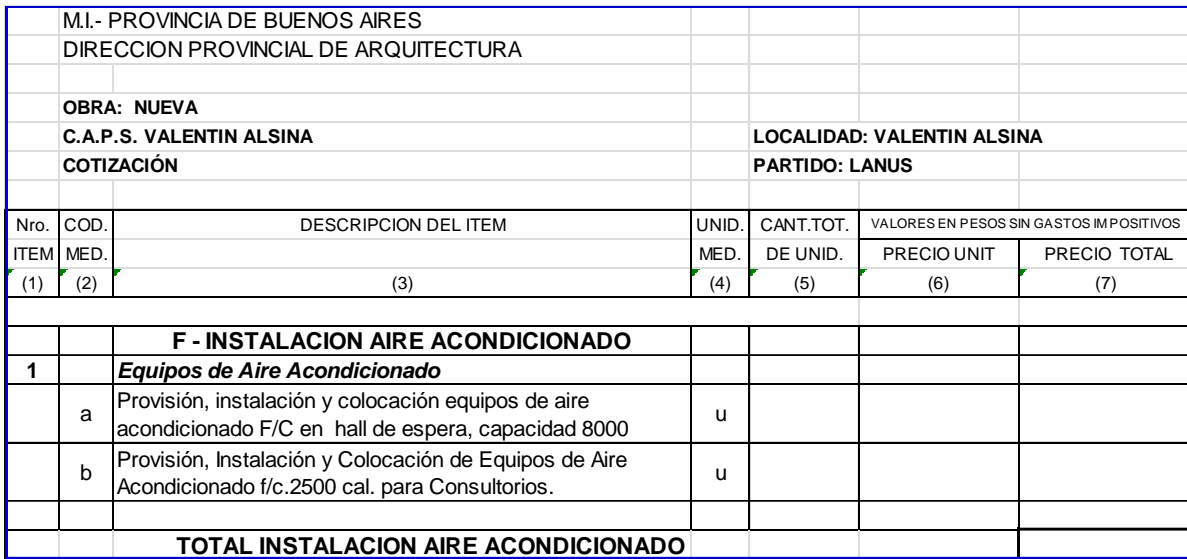 M.I.- PROVINCIA DE BUENOS AIRES
DIRECCION PROVINCIAL DE ARQUITECTURA
OBRA: NUEVA
C.A.P.S. VALENTIN ALSINA LOCALIDAD: VALENTIN ALSINA
COTIZACIÓN PARTIDO: LANUS
Nro. COD. DESCRIPCION DEL ITEM UNID. CANT.TOT. VALORES EN PESOS SIN GASTOS IMPOSITIVOS
ITEM MED. MED. DE UNID. PRECIO UNIT PRECIO TOTAL
(1) (2) (3) (4) (5) (6) (7)
F - INSTALACION AIRE ACONDICIONADO
1 Equipos de Aire Acondicionado
a Provisión, instalación y colocación equipos de aire u
acondicionado F/C en hall de espera, capacidad 8000
b Provisión, Instalación y Colocación de Equipos de Aire u
Acondicionado f/c.2500 cal. para Consultorios.
TOTAL INSTALACION AIRE ACONDICIONADO